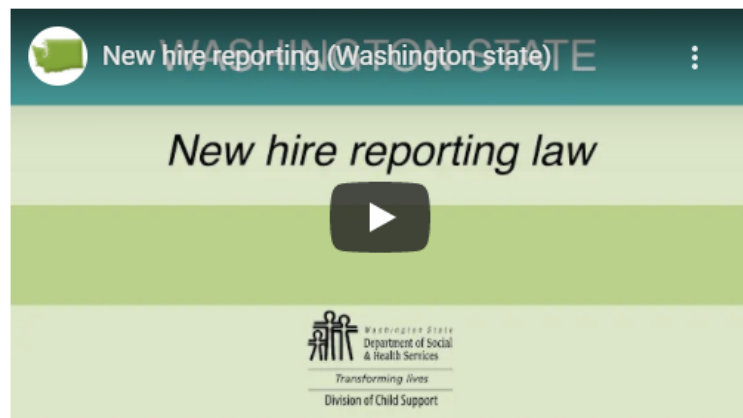 WASHINGTON STATE
New hire reporting (Washington state)
New hire reporting law
Washington State
Department of Social
& Health Services
Transforming lives
Division of Child Support